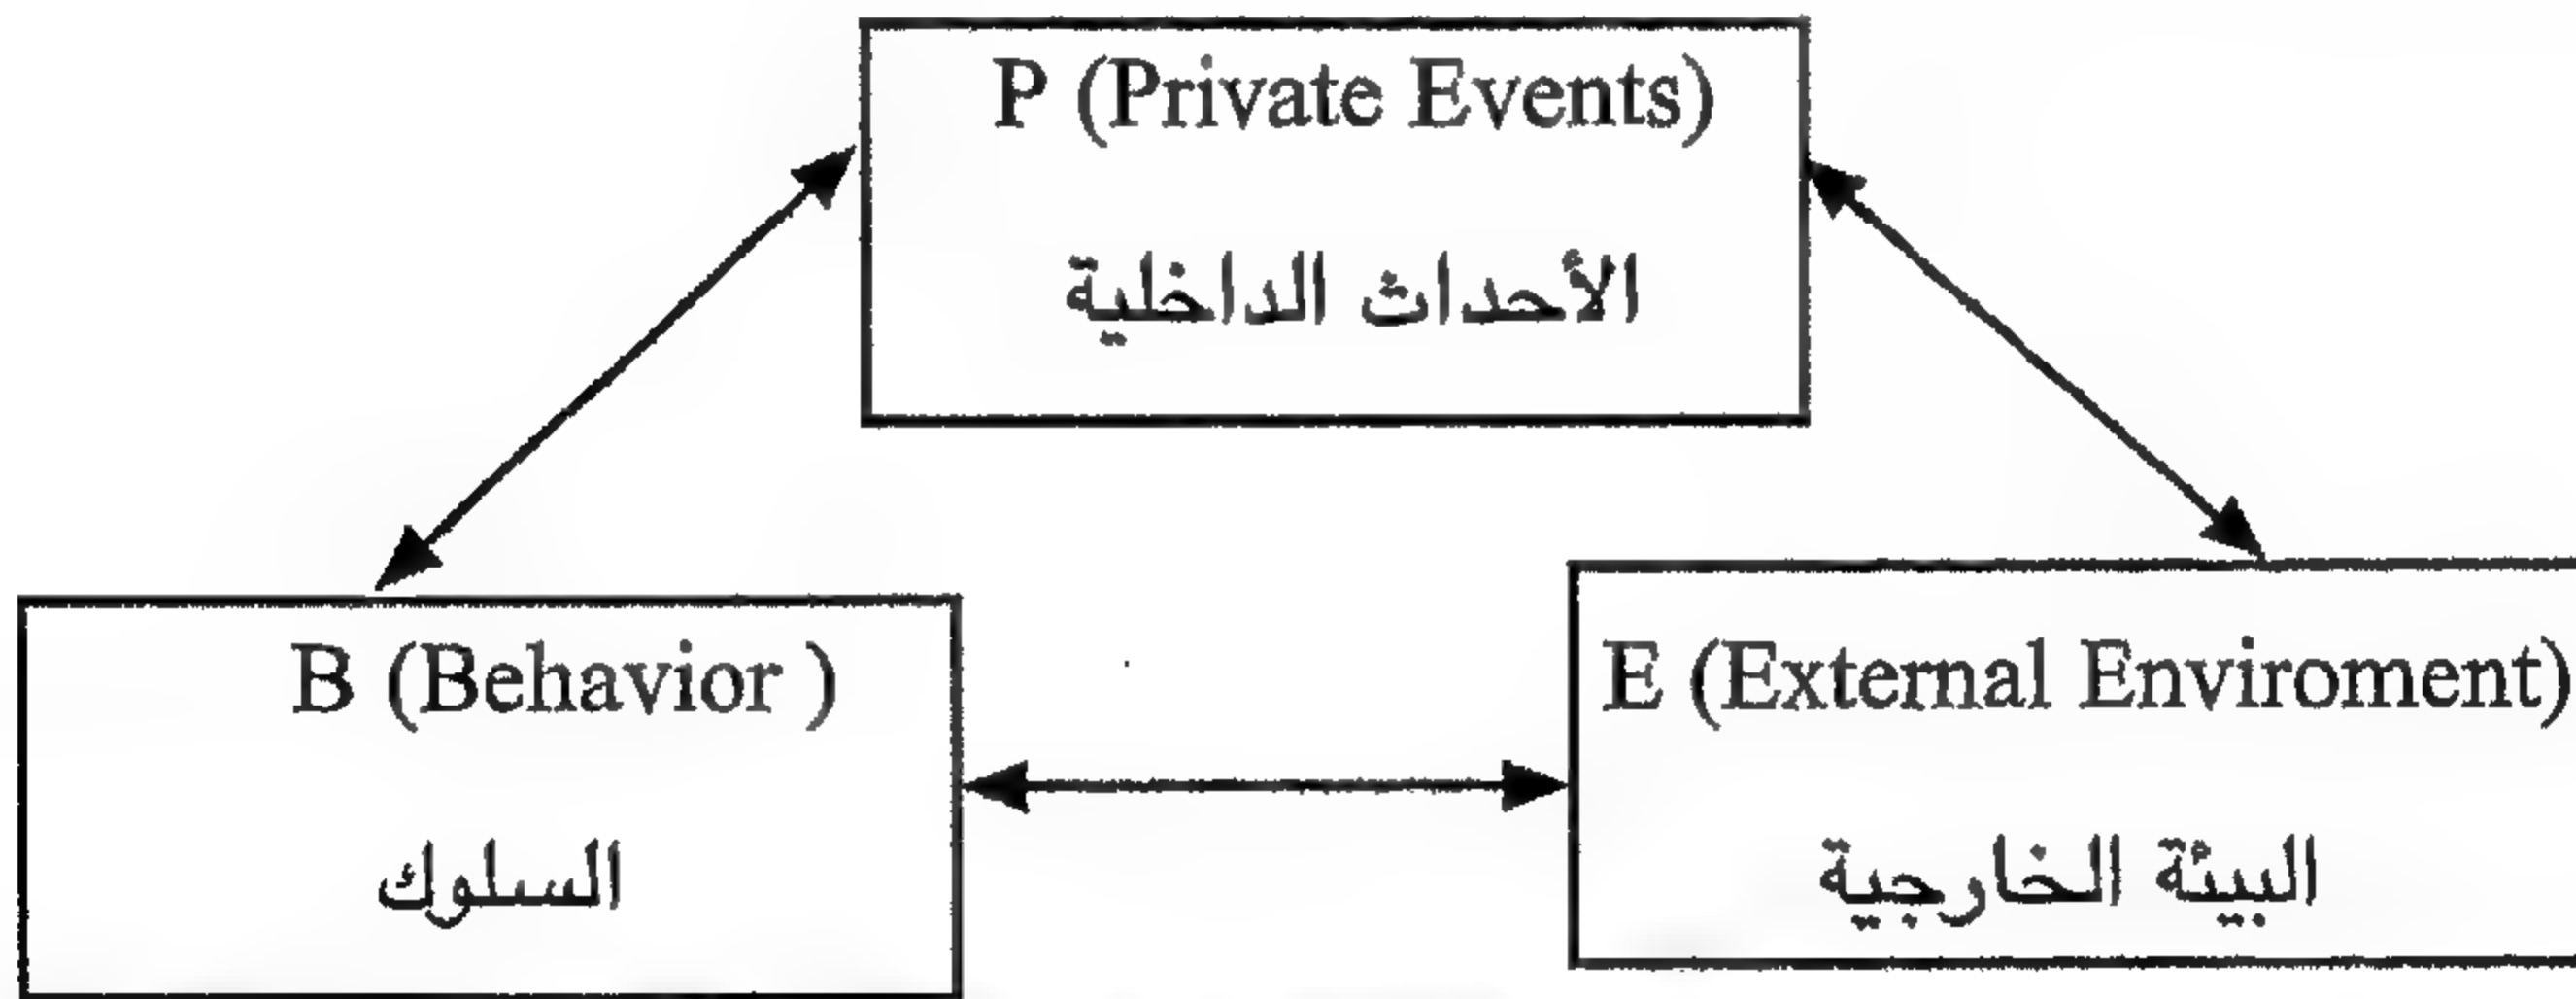 P (Private Events)
الأحداث الداخلية
B (Behavior )
السلوك
E (External Enviroment)
البيئة الخارجية